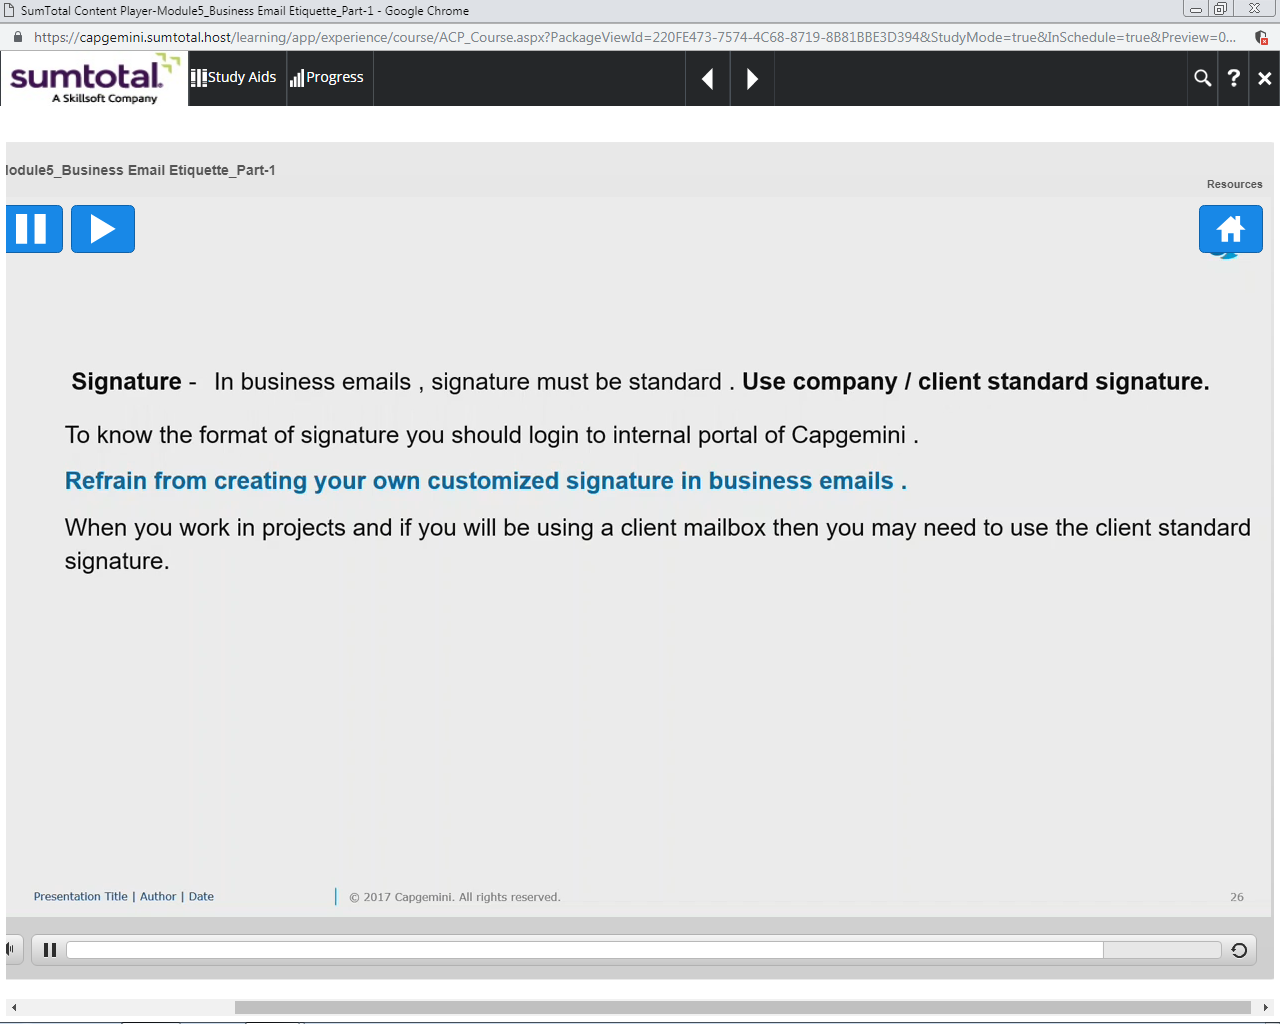 SumTotal Content Player-Module5_Business Email Etiquette_Part-1 - Google Chrome
https://capgemini.sumtotal.host/learning/app/experience/course/ACP_Course.aspx?PackageViewId=220FE473-7574-4C68-8719-8B81BBE3D394&StudyMode=true&InSchedule=true&Preview=0...
sumtotal.
A Skillsoft Company
Study Aids
Progress
?
odule5_Business Email Etiquette_Part-1
Resources
Signature - In business emails , signature must be standard . Use company / client standard signature.
To know the format of signature you should login to internal portal of Capgemini .
Refrain from creating your own customized signature in business emails .
When you work in projects and if you will be using a client mailbox then you may need to use the client standard
signature.
Presentation Title | Author | Date
© 2017 Capgemini. All rights reserved.
26